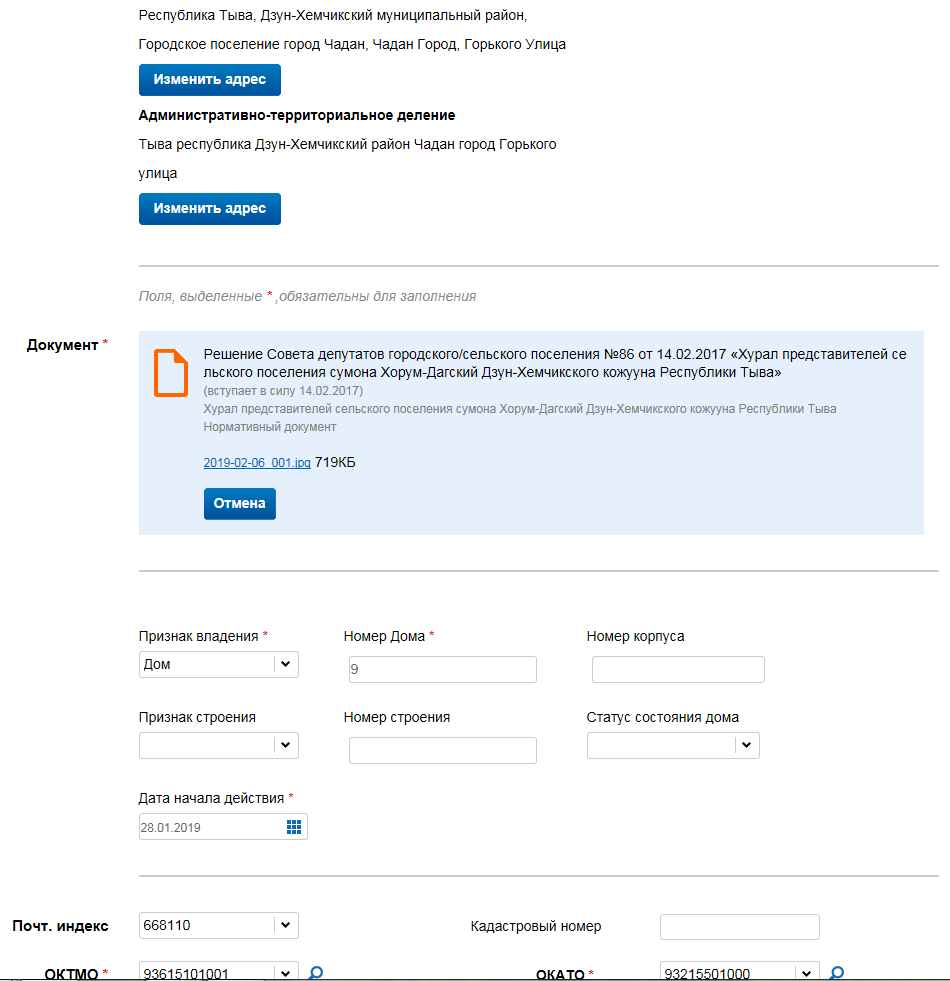 Республика Тыва, Дзун-Хемчикский муниципальный район,
Городское поселение город Чадан, Чадан Город, Горького Улица
Изменить адрес
Административно-территориальное деление
Тыва республика Дзун-Хемчикский район Чадан город Горького
улица
Изменить адрес
Поля, выделенные * ,обязательны для заполнения
Документ *
Решение Совета депутатов городского/сельского поселения №86 от 14.02.2017 «Хурал представителей се
льского поселения сумона Хорум-Дагский Дзун-Хемчикского кожууна Республики Тыва»
(вступает в силу 14.02.2017)
Хурал представителей сельского поселения сумона Хорум-Дагский Дзун-Хемчикского кожууна Республики Тыва
Нормативный документ
2019-02-06_001.jpg 719КБ
Отмена
Признак владения * Номер Дома * Номер корпуса
Дом 9
Признак строения Номер строения Статус состояния дома
Дата начала действия *
28.01.2019
Почт. индекс 668110 Кадастровый номер
ОКТМО * 93615101001 ОКАТО * 93215501000